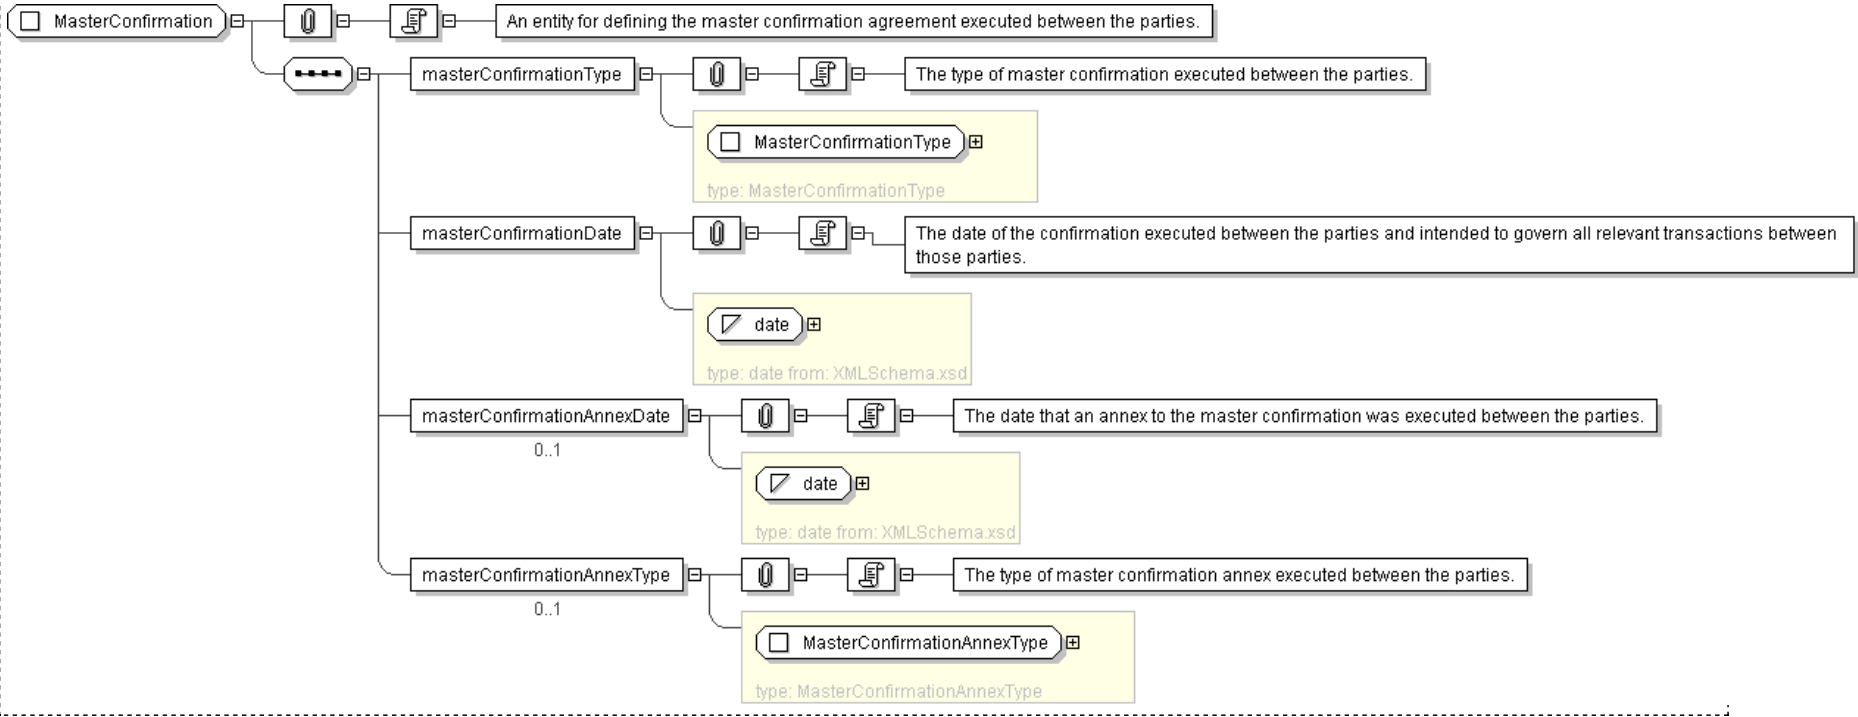 MasterConfirmation
An entity for defining the master confirmation agreement executed between the parties.
masterConfirmationType
The type of master confirmation executed between the parties.
MasterConfirmationType
type: MasterConfirmationType
masterConfirmationDate
The date of the confirmation executed between the parties and intended to govern all relevant transactions between
those parties.
date
type: date from: XMLSchema.xsd
masterConfirmationAnnexDate
The date that an annex to the master confirmation was executed between the parties.
0..1
date
type: date from: XMLSchema.xsd
masterConfirmationAnnexType
The type of master confirmation annex executed between the parties.
0..1
MasterConfirmationAnnexType
type: MasterConfirmationAnnexType